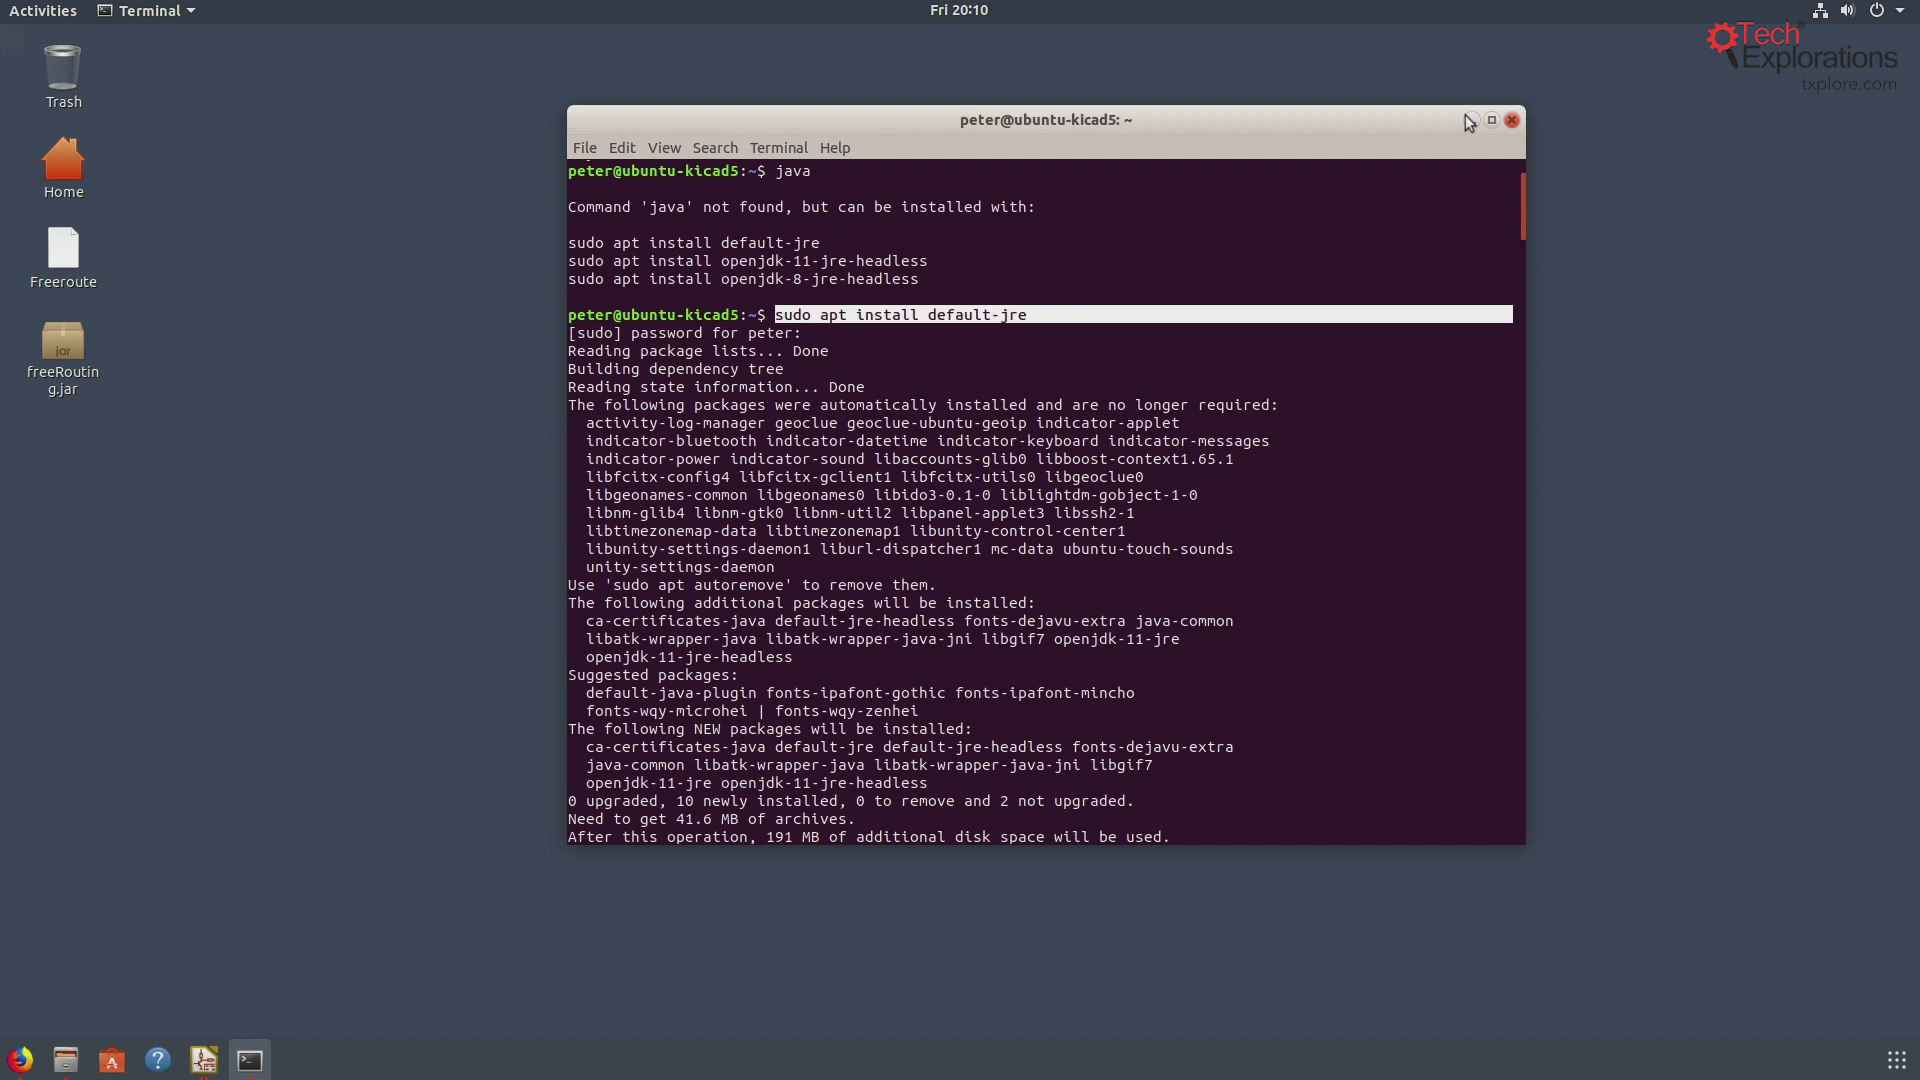 Activities Terminal Fri 20:10
Tech
Explorations
txplore.com
Trash
Home
Freeroute
jar
freeRoutin
g.jar
peter@ubuntu-kicad5: ~
File Edit View Search Terminal Help
peter@ubuntu-kicad5:~$ java
Command 'java' not found, but can be installed with:
sudo apt install default-jre
sudo apt install openjdk-11-jre-headless
sudo apt install openjdk-8-jre-headless
peter@ubuntu-kicad5:~$ sudo apt install default-jre
[sudo] password for peter:
Reading package lists... Done
Building dependency tree
Reading state information... Done
The following packages were automatically installed and are no longer required:
activity-log-manager geoclue geoclue-ubuntu-geoip indicator-applet
indicator-bluetooth indicator-datetime indicator-keyboard indicator-messages
indicator-power indicator-sound libaccounts-glib0 libboost-context1.65.1
libfcitx-config4 libfcitx-gclient1 libfcitx-utils0 libgeoclue0
libgeonames-common libgeonames0 libido3-0.1-0 liblightdm-gobject-1-0
libnm-glib4 libnm-gtk0 libnm-util2 libpanel-applet3 libssh2-1
libtimezonemap-data libtimezonemap1 libunity-control-center1
libunity-settings-daemon1 liburl-dispatcher1 mc-data ubuntu-touch-sounds
unity-settings-daemon
Use 'sudo apt autoremove' to remove them.
The following additional packages will be installed:
ca-certificates-java default-jre-headless fonts-dejavu-extra java-common
libatk-wrapper-java libatk-wrapper-java-jni libgif7 openjdk-11-jre
openjdk-11-jre-headless
Suggested packages:
default-java-plugin fonts-ipafont-gothic fonts-ipafont-mincho
fonts-wqy-microhei | fonts-wqy-zenhei
The following NEW packages will be installed:
ca-certificates-java default-jre default-jre-headless fonts-dejavu-extra
java-common libatk-wrapper-java libatk-wrapper-java-jni libgif7
openjdk-11-jre openjdk-11-jre-headless
0 upgraded, 10 newly installed, 0 to remove and 2 not upgraded.
Need to get 41.6 MB of archives.
After this operation, 191 MB of additional disk space will be used.